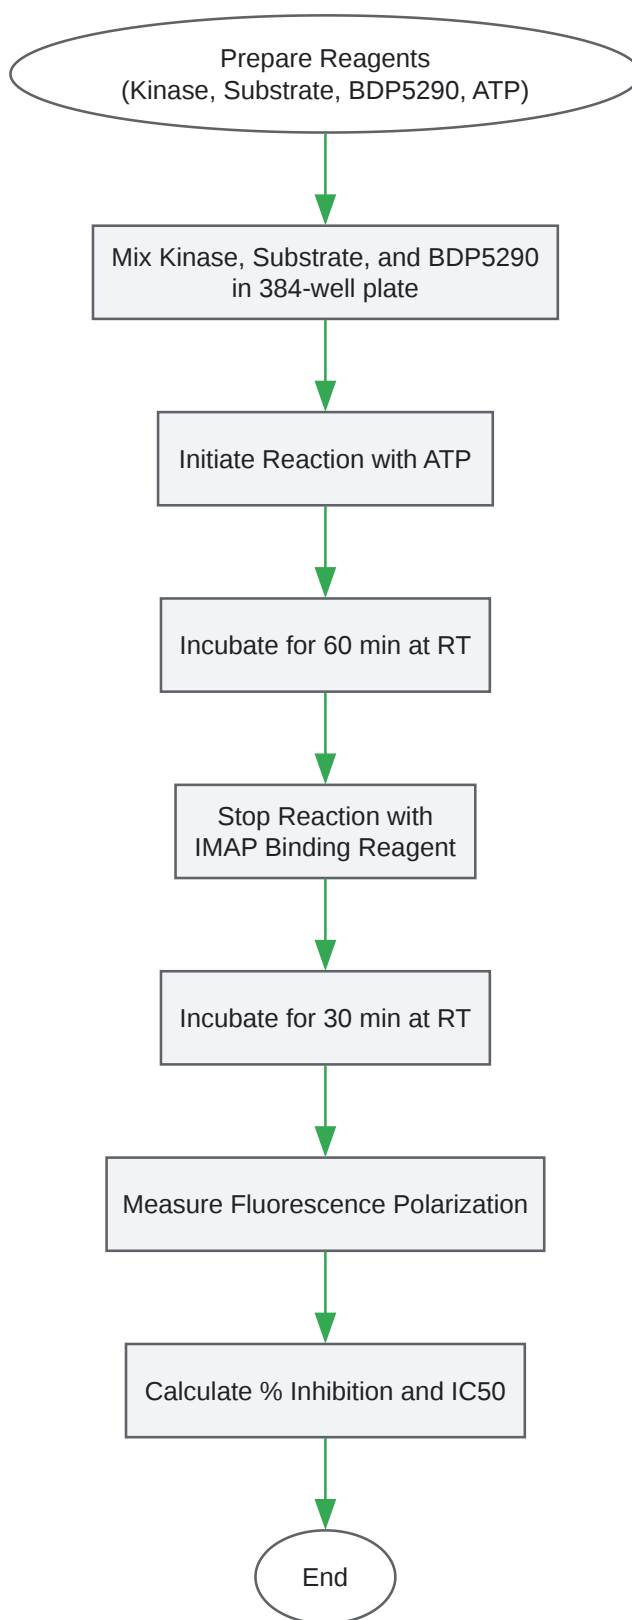 Prepare Reagents
(Kinase, Substrate, BDP5290, ATP)
Mix Kinase, Substrate, and BDP5290
in 384-well plate
Initiate Reaction with ATP
Incubate for 60 min at RT
Stop Reaction with
IMAP Binding Reagent
Incubate for 30 min at RT
Measure Fluorescence Polarization
Calculate % Inhibition and IC50
End